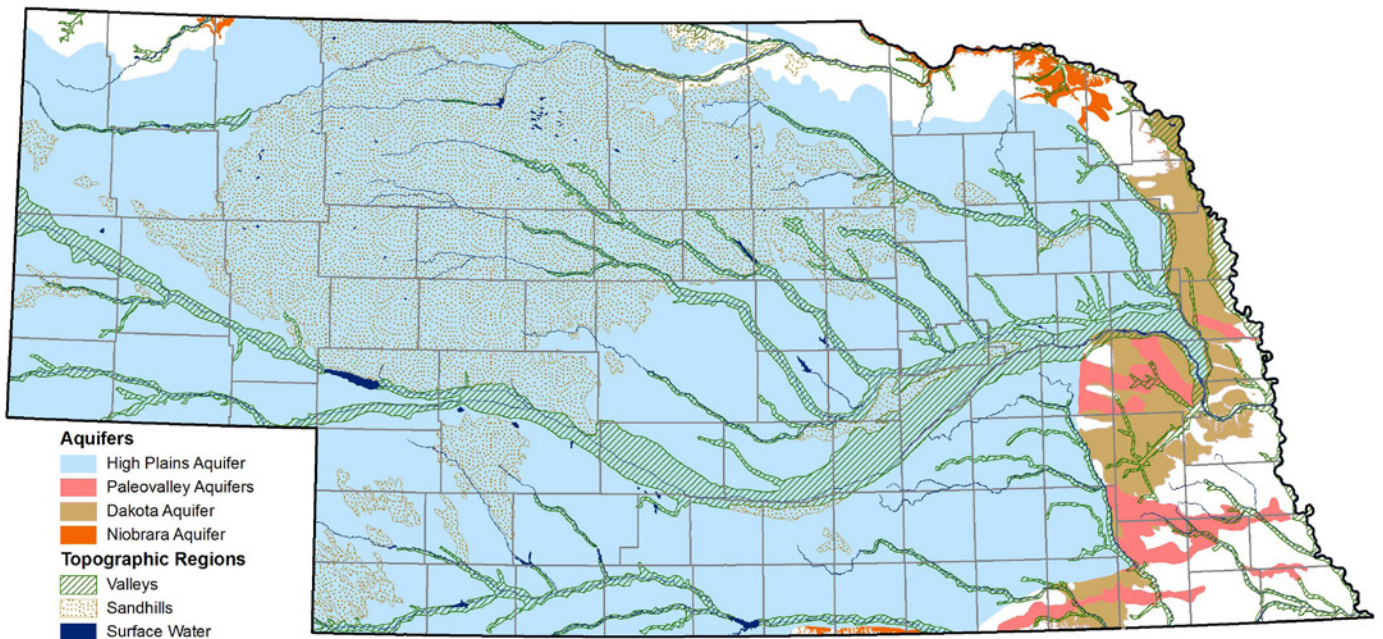 Aquifers
High Plains Aquifer
Paleovalley Aquifers
Dakota Aquifer
Niobrara Aquifer
Topographic Regions
Valleys
Sandhills
Surface Water